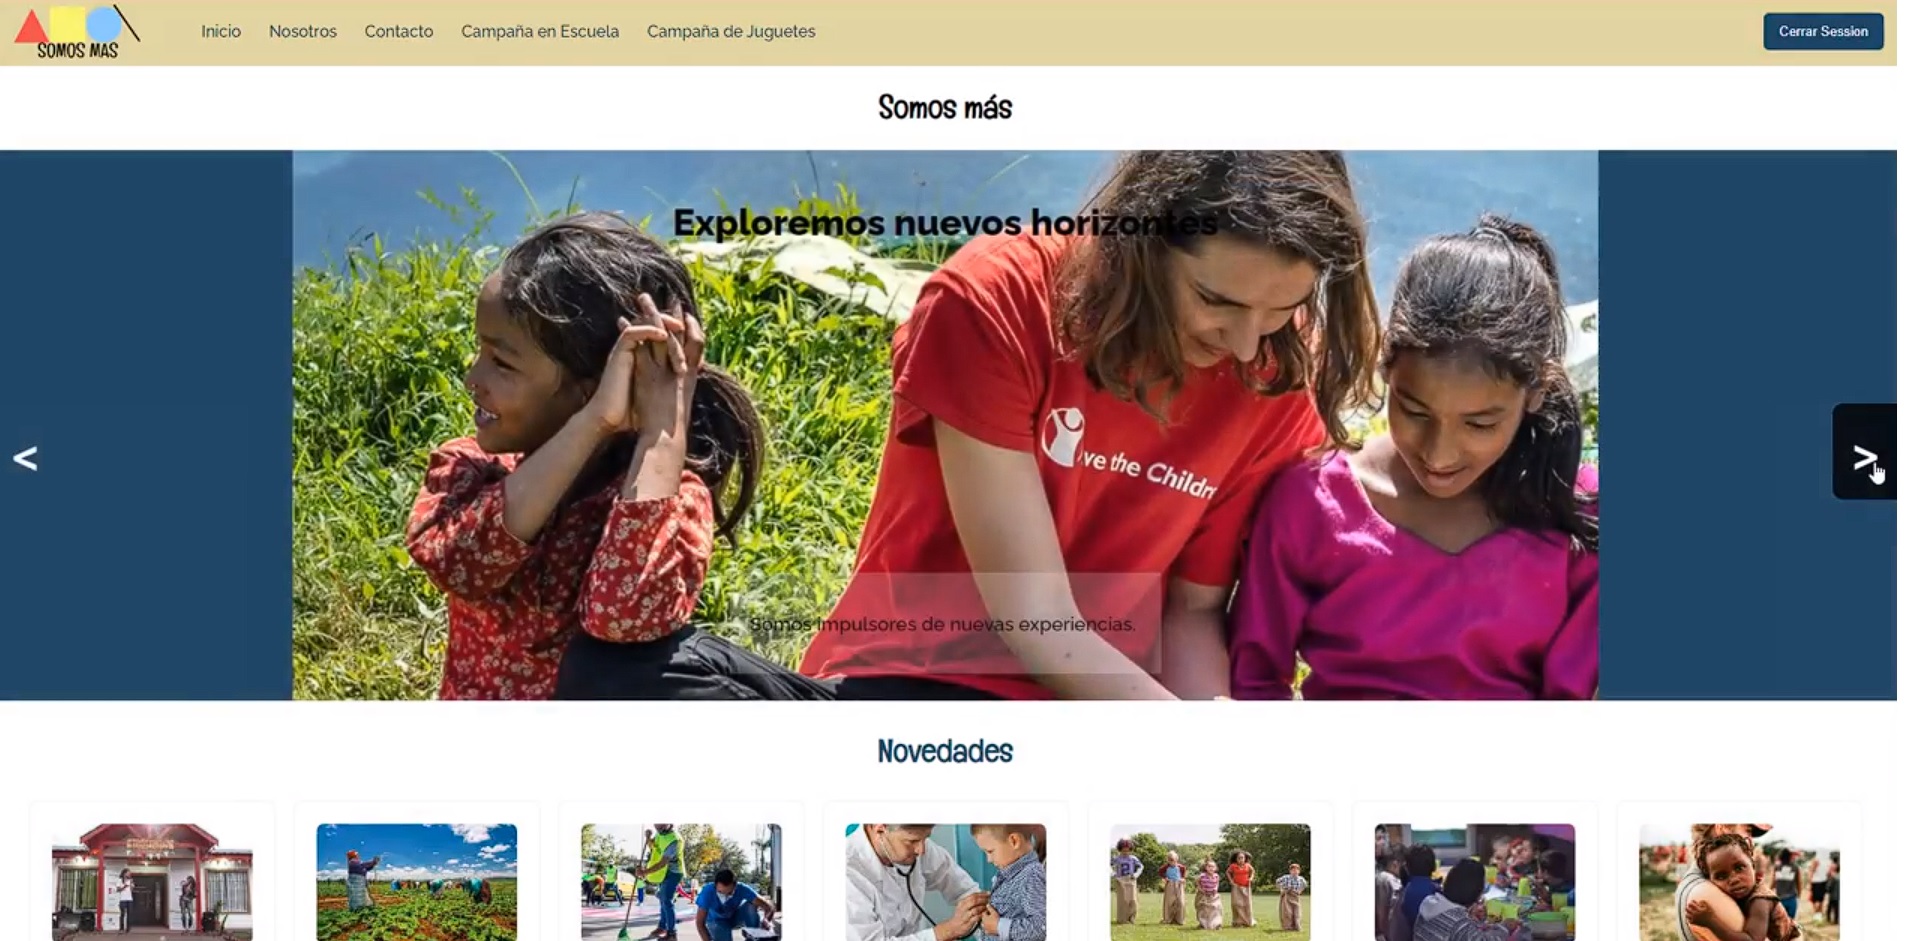 SOMOS MAS
Inicio
Nosotros
Contacto
Campaña en Escuela
Campaña de Juguetes
Cerrar Session
Somos más
<
Exploremos nuevos horizontes
ve the Childr
Somos impulsores de nuevas experiencias.
>
Novedades